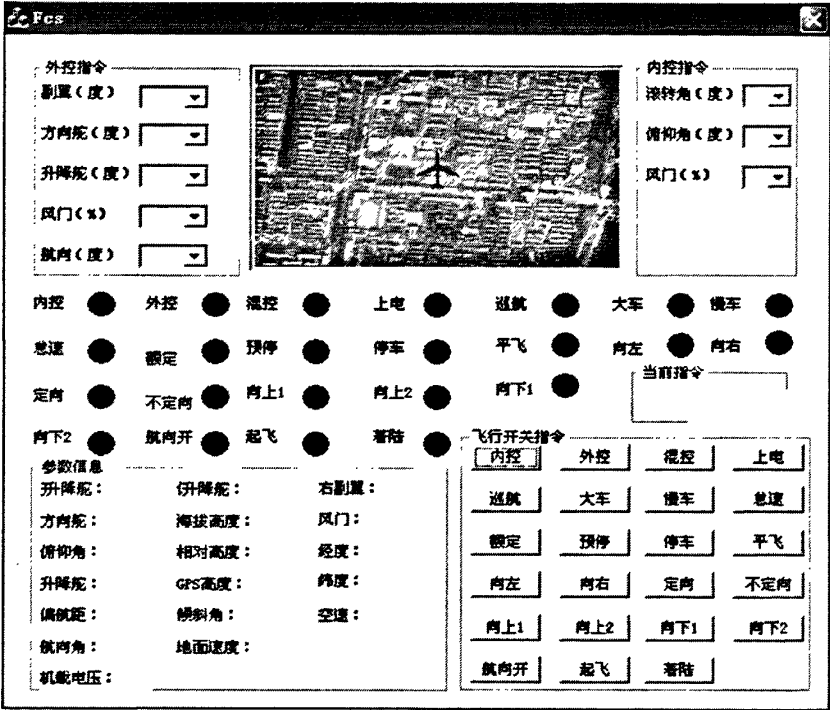 Fcs
外控指令
副翼(度)
方向舵(度)
升降舵(度)
风门(%)
航向(度)
内控指令
滚转角(度)
俯仰角(度)
风门(%)
内控 外控 混控 上电 巡航 大车 慢车
怠速 额定 预停 停车 平飞 向左 向右
定向 不定向 向上1 向上2 向下1
当前指令
向下2 航向开 起飞 着陆
参数信息
升降舵： 升降舵： 右副翼：
方向舵： 海拔高度： 风门：
俯仰角： 相对高度： 经度：
升降舵： GPS高度： 纬度：
偏航距： 倾斜角： 空速：
航向角： 地面速度：
机载电压：
飞行开关指令
内控 外控 混控 上电
巡航 大车 慢车 怠速
额定 预停 停车 平飞
向左 向右 定向 不定向
向上1 向上2 向下1 向下2
航向开 起飞 着陆